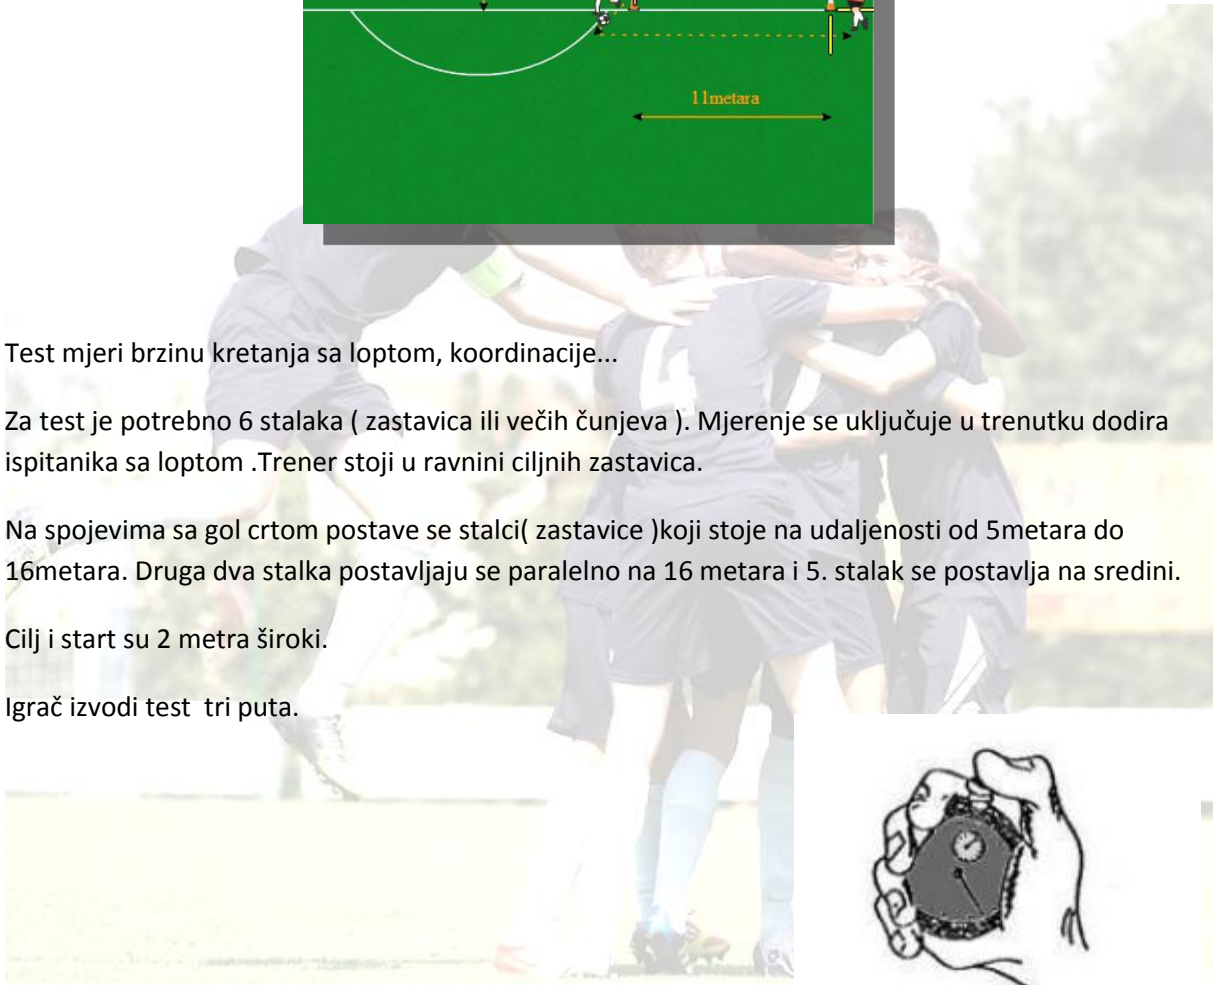 11metara
Test mjeri brzinu kretanja sa loptom, koordinacije...
Za test je potrebno 6 stalaka ( zastavica ili večih čunjeva ). Mjerenje se uključuje u trenutku dodira
ispitanika sa loptom .Trener stoji u ravnini ciljnih zastavica.
Na spojevima sa gol crtom postave se stalci( zastavice )koji stoje na udaljenosti od 5metara do
16metara. Druga dva stalka postavljaju se paralelno na 16 metara i 5. stalak se postavlja na sredini.
Cilj i start su 2 metra široki.
Igrač izvodi test  tri puta.
4